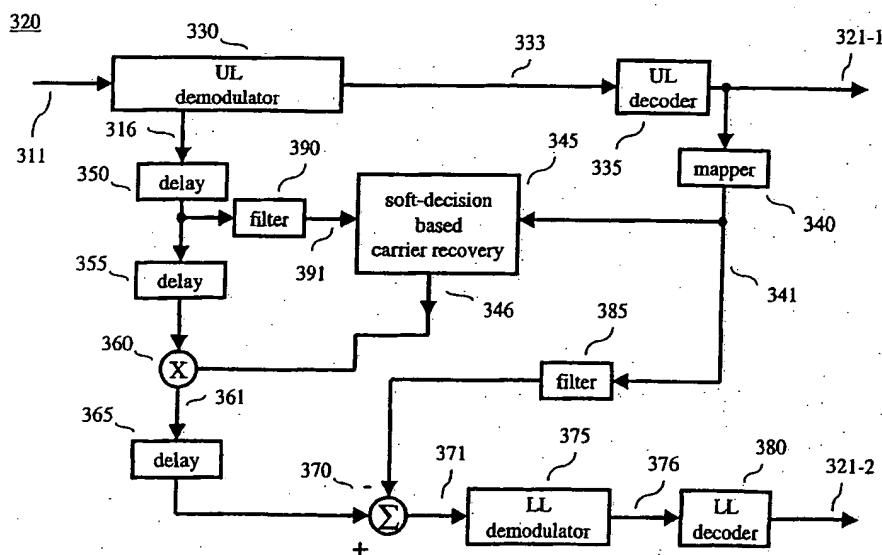 320
330
333
321-1
UL
demodulator
UL
decoder
311
316
390
345
335
350
delay
mapper
filter
soft-decision
based
carrier recovery
340
391
355
delay
346
341
385
360
X
filter
361
365
delay
370
-
371
375
376
380
321-2
Σ
LL
demodulator
LL
decoder
+